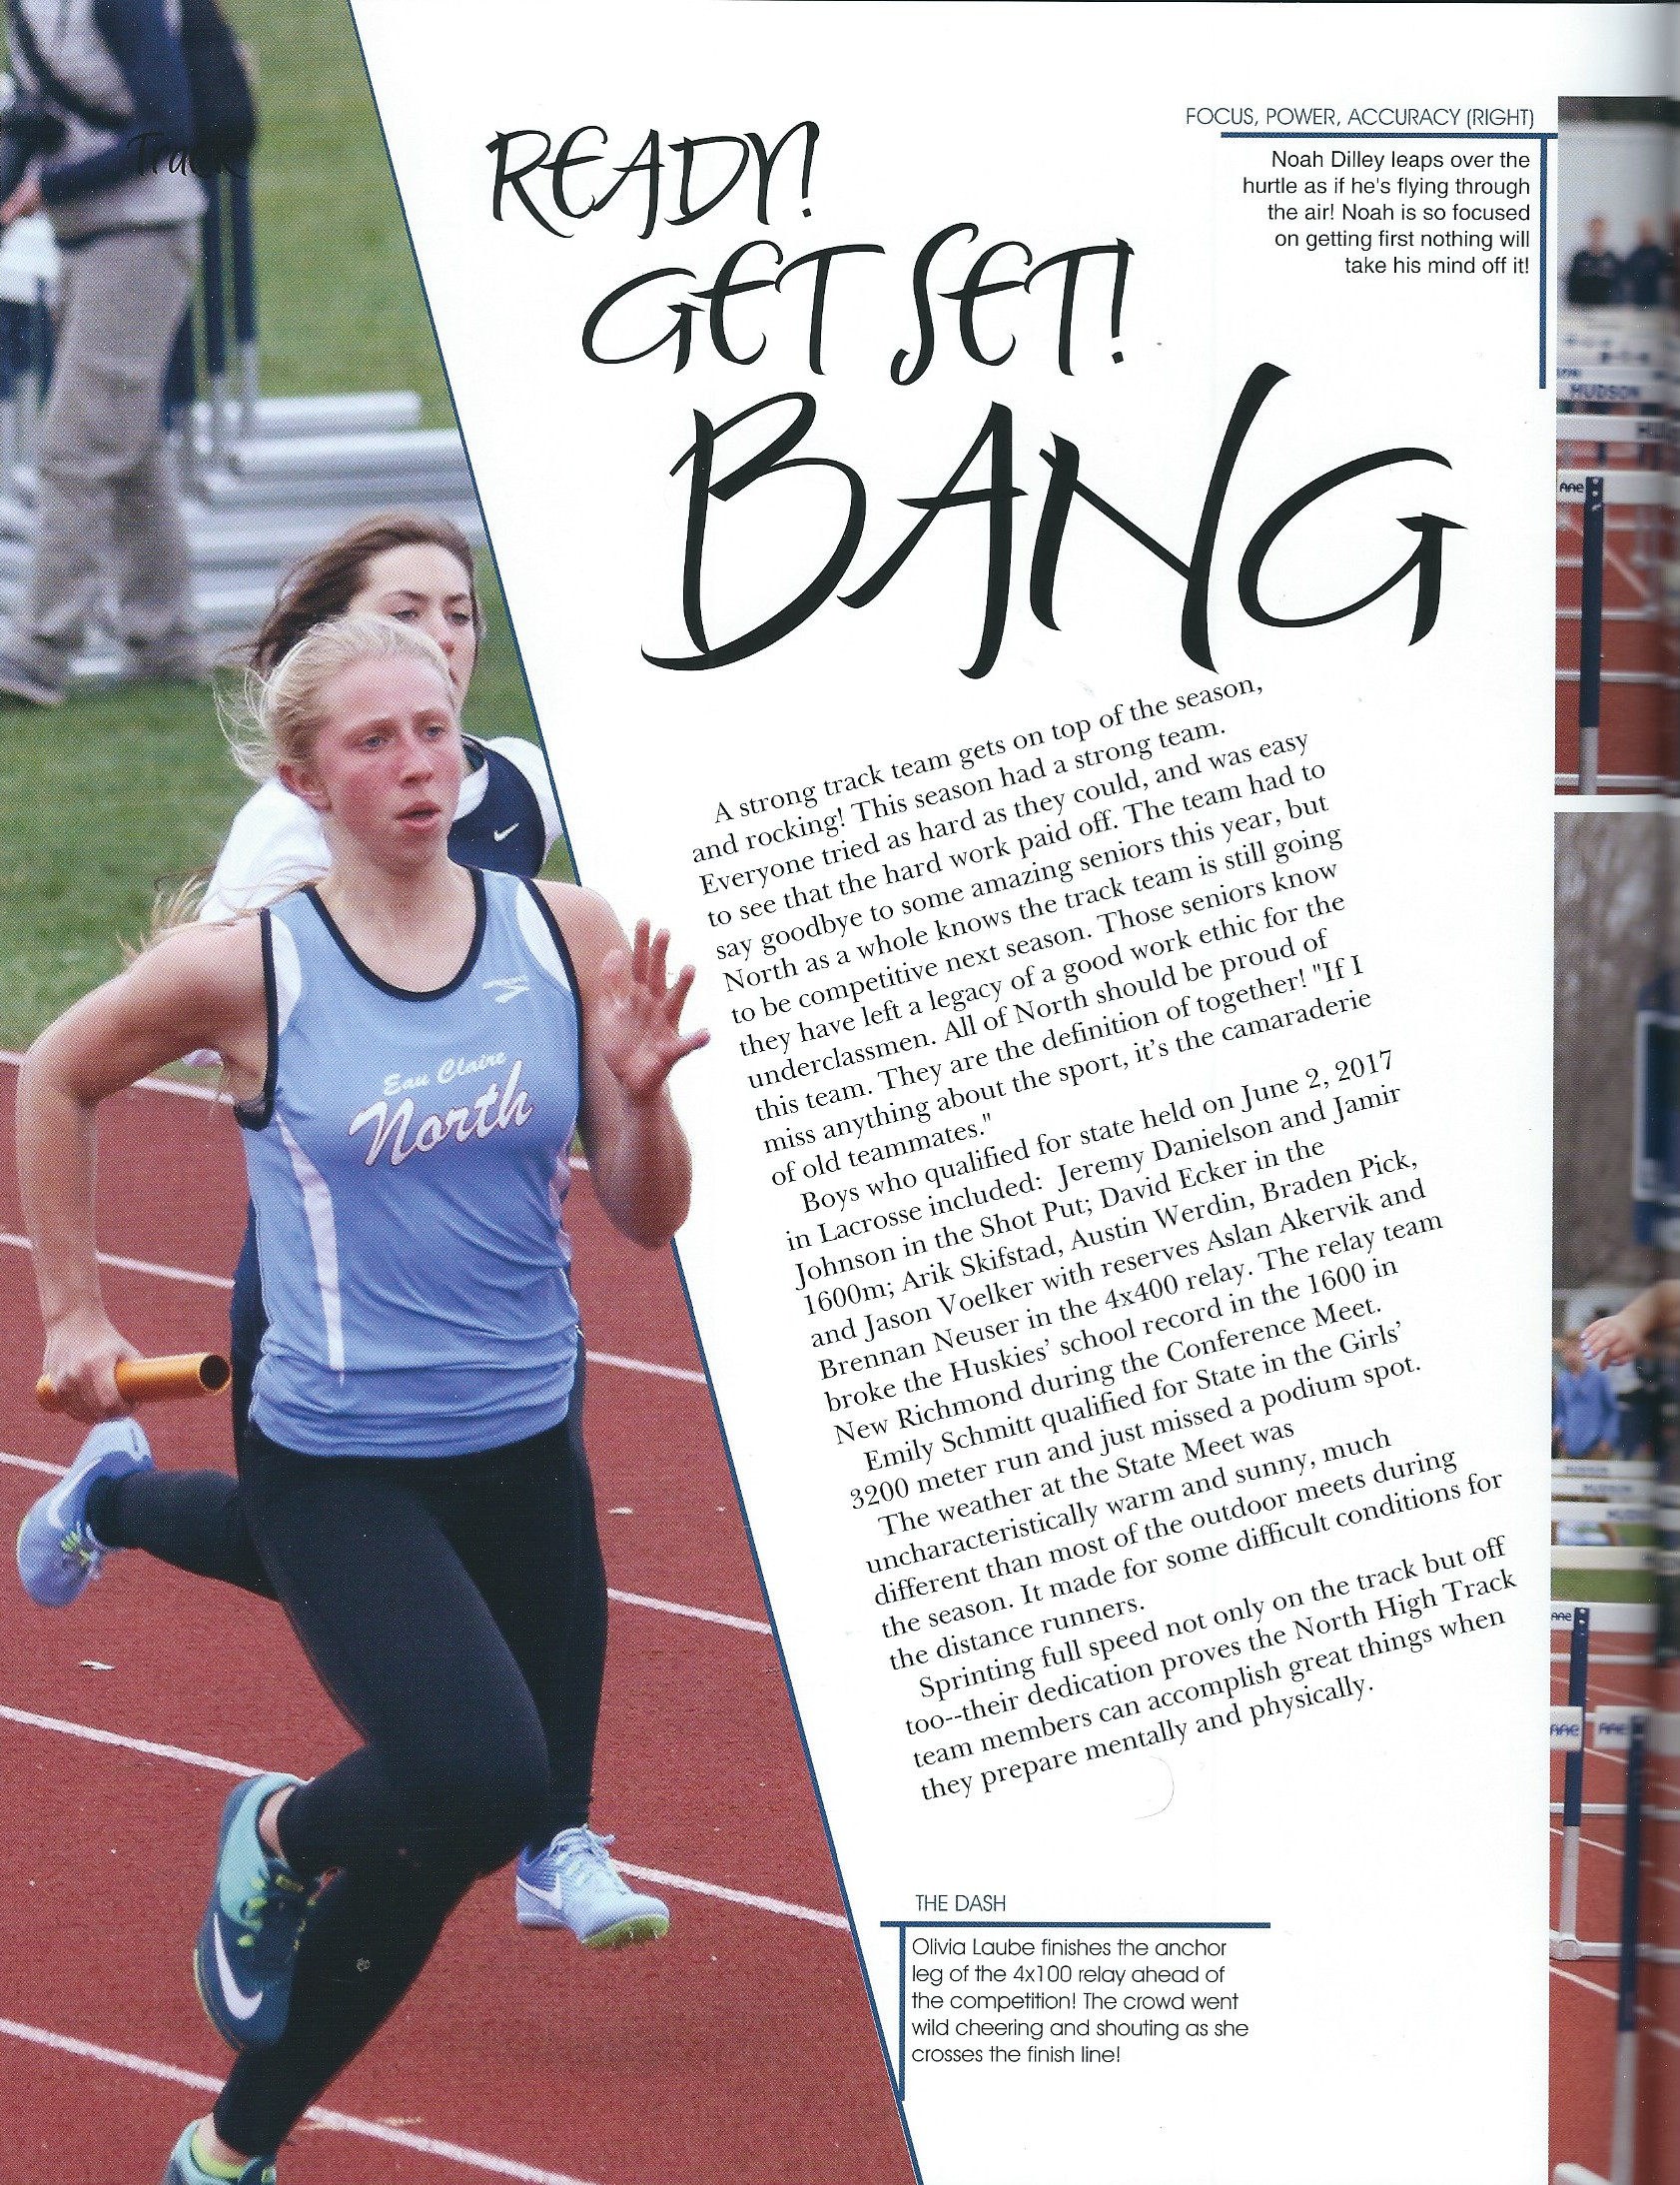 Track
READY!
GET SET!
BANG
FOCUS, POWER, ACCURACY (RIGHT)
Noah Dilley leaps over the
hurtle as if he's flying through
the air! Noah is so focused
on getting first nothing will
take his mind off it!
A strong track team gets on top of the season,
and rocking! This season had a strong team.
Everyone tried as hard as they could, and was easy
to see that the hard work paid off. The team had to
say goodbye to some amazing seniors this year, but
North as a whole knows the track team is still going
to be competitive next season. Those seniors know
they have left a legacy of a good work ethic for the
underclassmen. All of North should be proud of
this team. They are the definition of together! "If I
miss anything about the sport, it's the camaraderie
of old teammates."
Boys who qualified for state held on June 2, 2017
in Lacrosse included: Jeremy Danielson and Jamir
Johnson in the Shot Put; David Ecker in the
1600m; Arik Skifstad, Austin Werdin, Braden Pick,
and Jason Voelker with reserves Aslan Akervik and
Brennan Neuser in the 4x400 relay. The relay team
broke the Huskies' school record in the 1600 in
New Richmond during the Conference Meet.
Emily Schmitt qualified for State in the Girls'
3200 meter run and just missed a podium spot.
The weather at the State Meet was
uncharacteristically warm and sunny, much
different than most of the outdoor meets during
the season. It made for some difficult conditions for
the distance runners.
Sprinting full speed not only on the track but off
too--their dedication proves the North High Track
team members can accomplish great things when
they prepare mentally and physically.
THE DASH
Olivia Laube finishes the anchor
leg of the 4x100 relay ahead of
the competition! The crowd went
wild cheering and shouting as she
crosses the finish line!
Eau Claire
North
HUDSON
AAE
AAE
AAE
AAE